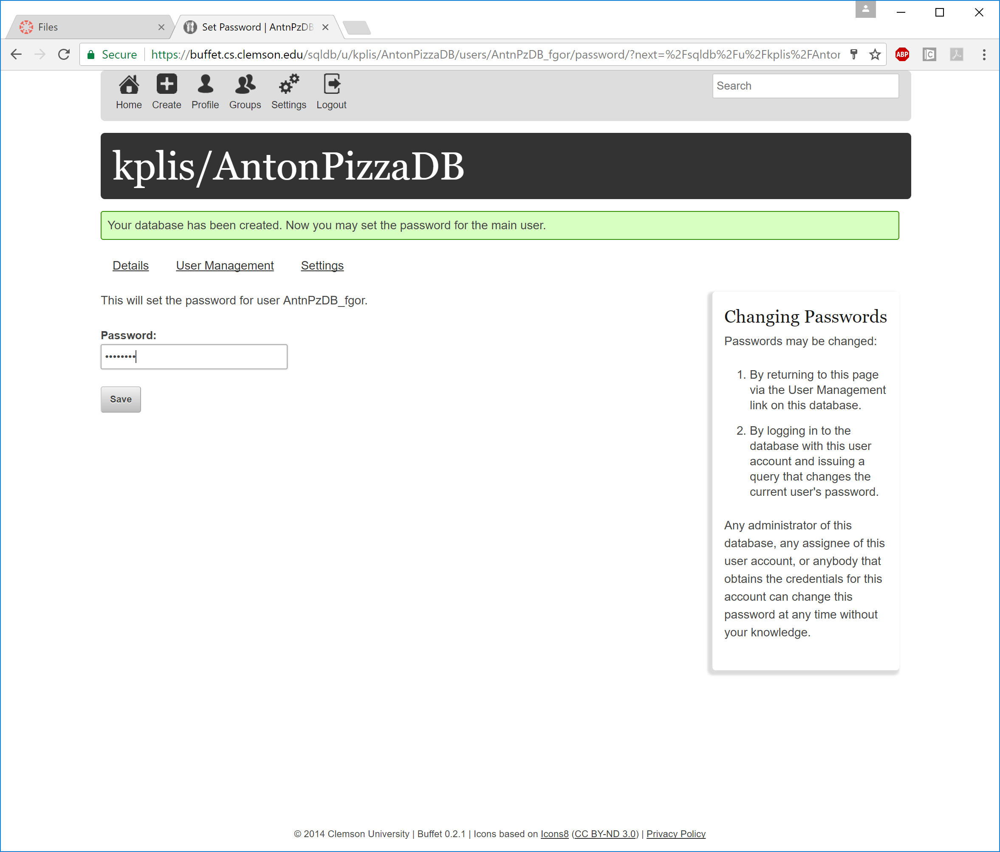 Files
Set Password | AntnPzDB
Secure https://buffet.cs.clemson.edu/sqldb/u/kplis/AntonPizzaDB/users/AntnPzDB_fgor/password/?next=%2Fsqldb%2Fu%2Fkplis%2FAnton
ABP
C
Home Create Profile Groups Settings Logout
Search
kplis/AntonPizzaDB
Your database has been created. Now you may set the password for the main user.
Details User Management Settings
This will set the password for user AntnPzDB_fgor.
Password:
••••••••
Save
Changing Passwords
Passwords may be changed:
1. By returning to this page
via the User Management
link on this database.
2. By logging in to the
database with this user
account and issuing a
query that changes the
current user's password.
Any administrator of this
database, any assignee of this
user account, or anybody that
obtains the credentials for this
account can change this
password at any time without
your knowledge.
© 2014 Clemson University | Buffet 0.2.1 | Icons based on Icons8 (CC BY-ND 3.0) | Privacy Policy